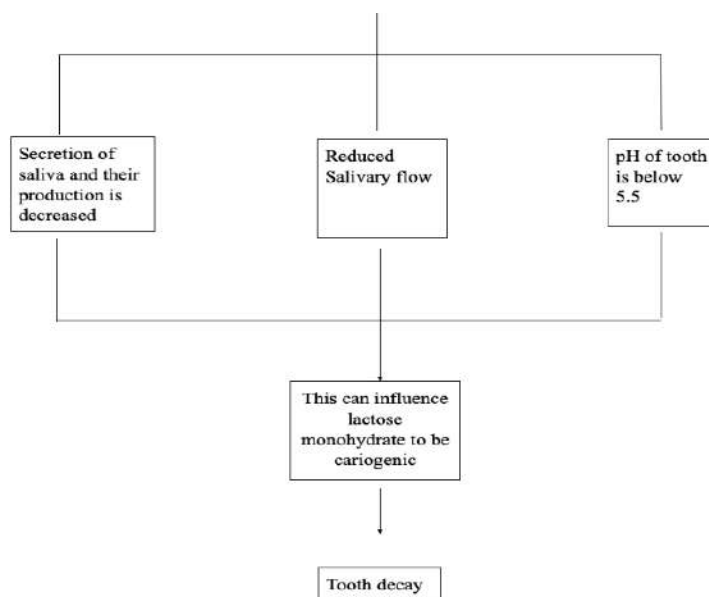 Secretion of
saliva and their
production is
decreased
Reduced
Salivary flow
pH of tooth
is below
5.5
This can influence
lactose
monohydrate to be
cariogenic
Tooth decay